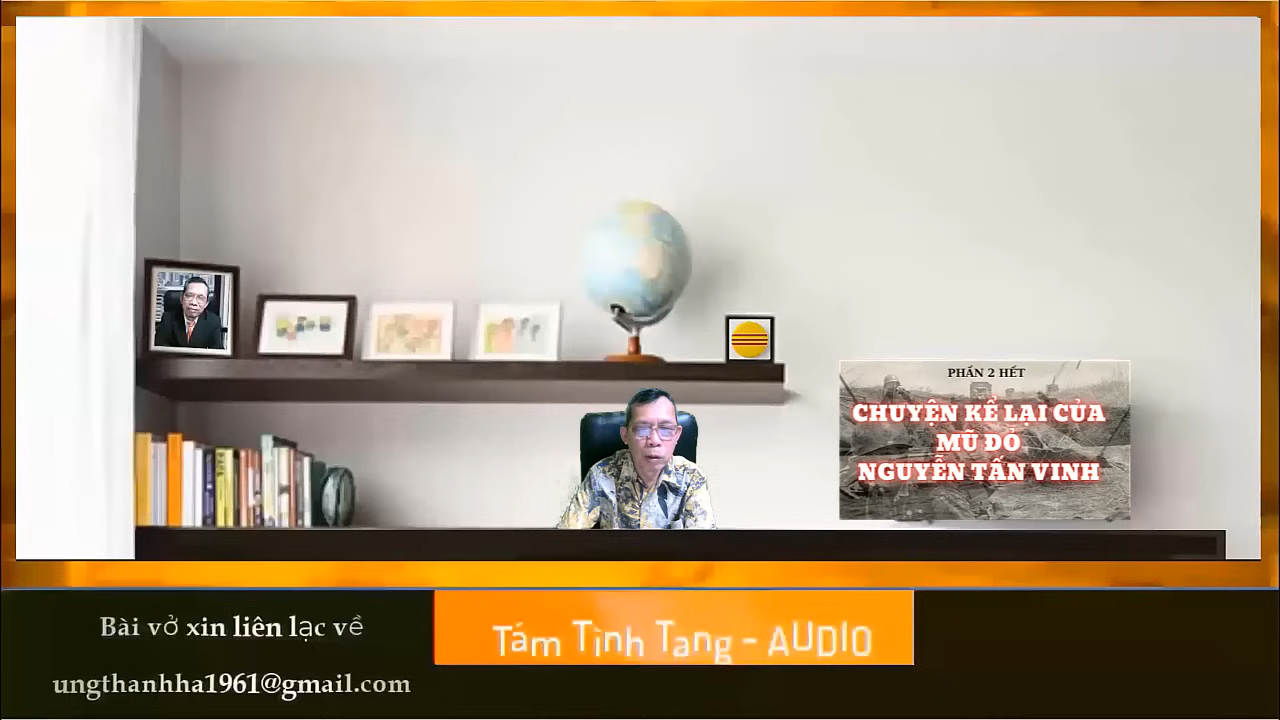 PHẦN 2 HẾT
CHUYỆN KỂ LẠI CỦA
MŨ ĐỎ
NGUYỄN TẤN VINH
Bài vở xin liên lạc về
Tám Tình Tang - AUDIO
ungthanhha1961@gmail.com